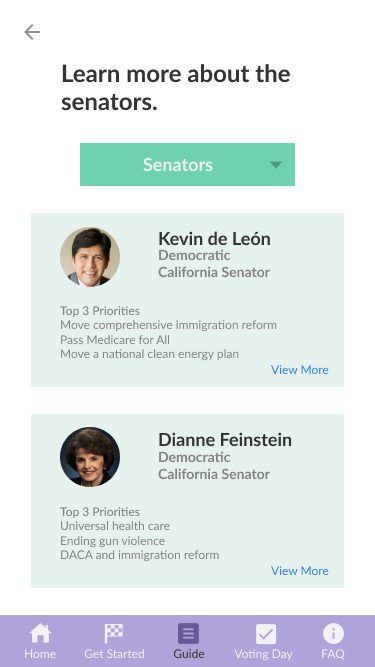 Learn more about the
senators.
Senators
Kevin de León
Democratic
California Senator
Top 3 Priorities
Move comprehensive immigration reform
Pass Medicare for All
Move a national clean energy plan
View More
Dianne Feinstein
Democratic
California Senator
Top 3 Priorities
Universal health care
Ending gun violence
DACA and immigration reform
View More
Home Get Started Guide Voting Day FAQ